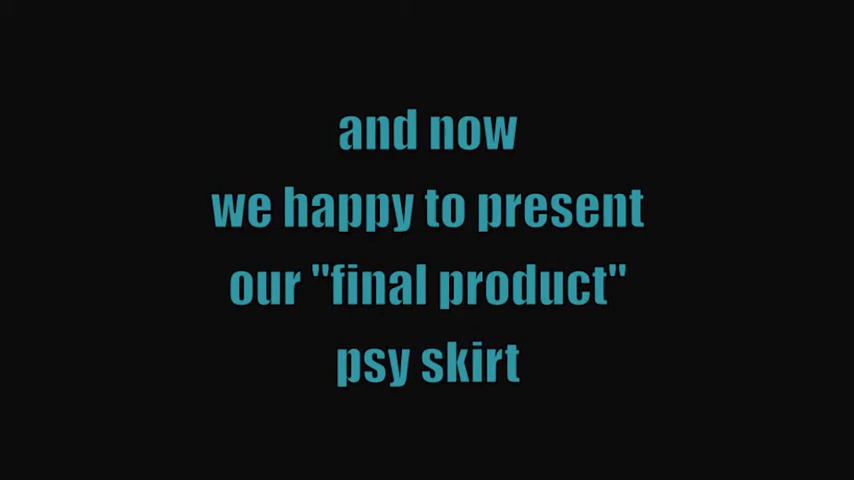 and now
we happy to present
our "final product"
psy skirt